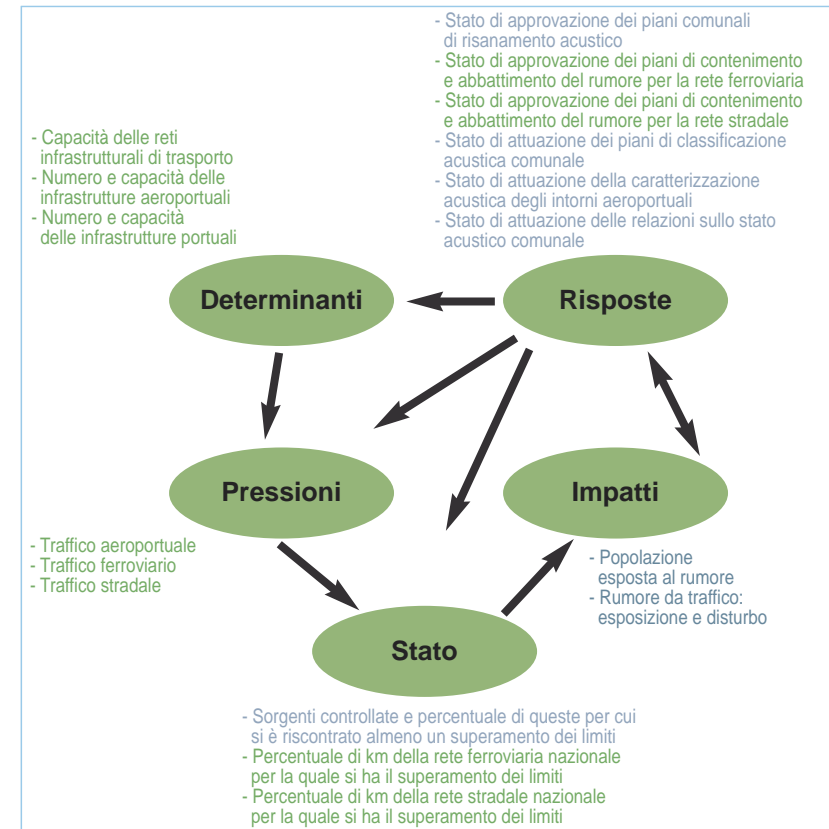 - Stato di approvazione dei piani comunali
di risanamento acustico
- Stato di approvazione dei piani di contenimento
e abbattimento del rumore per la rete ferroviaria
- Stato di approvazione dei piani di contenimento
e abbattimento del rumore per la rete stradale
- Stato di attuazione dei piani di classificazione
acustica comunale
- Stato di attuazione della caratterizzazione
acustica degli intorni aeroportuali
- Stato di attuazione delle relazioni sullo stato
acustico comunale
- Capacità delle reti
infrastrutturali di trasporto
- Numero e capacità delle
infrastrutture aeroportuali
- Numero e capacità
delle infrastrutture portuali
Determinanti
Risposte
Pressioni
Impatti
- Traffico aeroportuale
- Traffico ferroviario
- Traffico stradale
- Popolazione
esposta al rumore
- Rumore da traffico:
esposizione e disturbo
Stato
- Sorgenti controllate e percentuale di queste per cui
si è riscontrato almeno un superamento dei limiti
- Percentuale di km della rete ferroviaria nazionale
per la quale si ha il superamento dei limiti
- Percentuale di km della rete stradale nazionale
per la quale si ha il superamento dei limiti